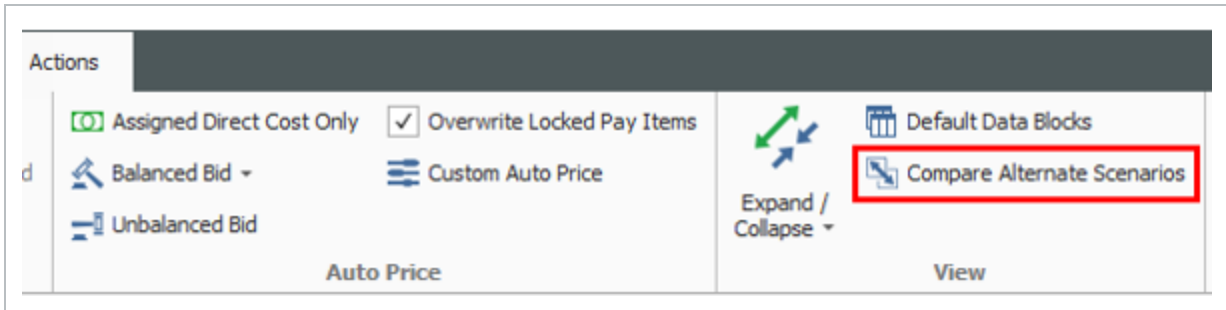 Actions
d
Assigned Direct Cost Only
Overwrite Locked Pay Items
Balanced Bid
Custom Auto Price
Unbalanced Bid
Auto Price
Expand /
Collapse
Default Data Blocks
Compare Alternate Scenarios
View